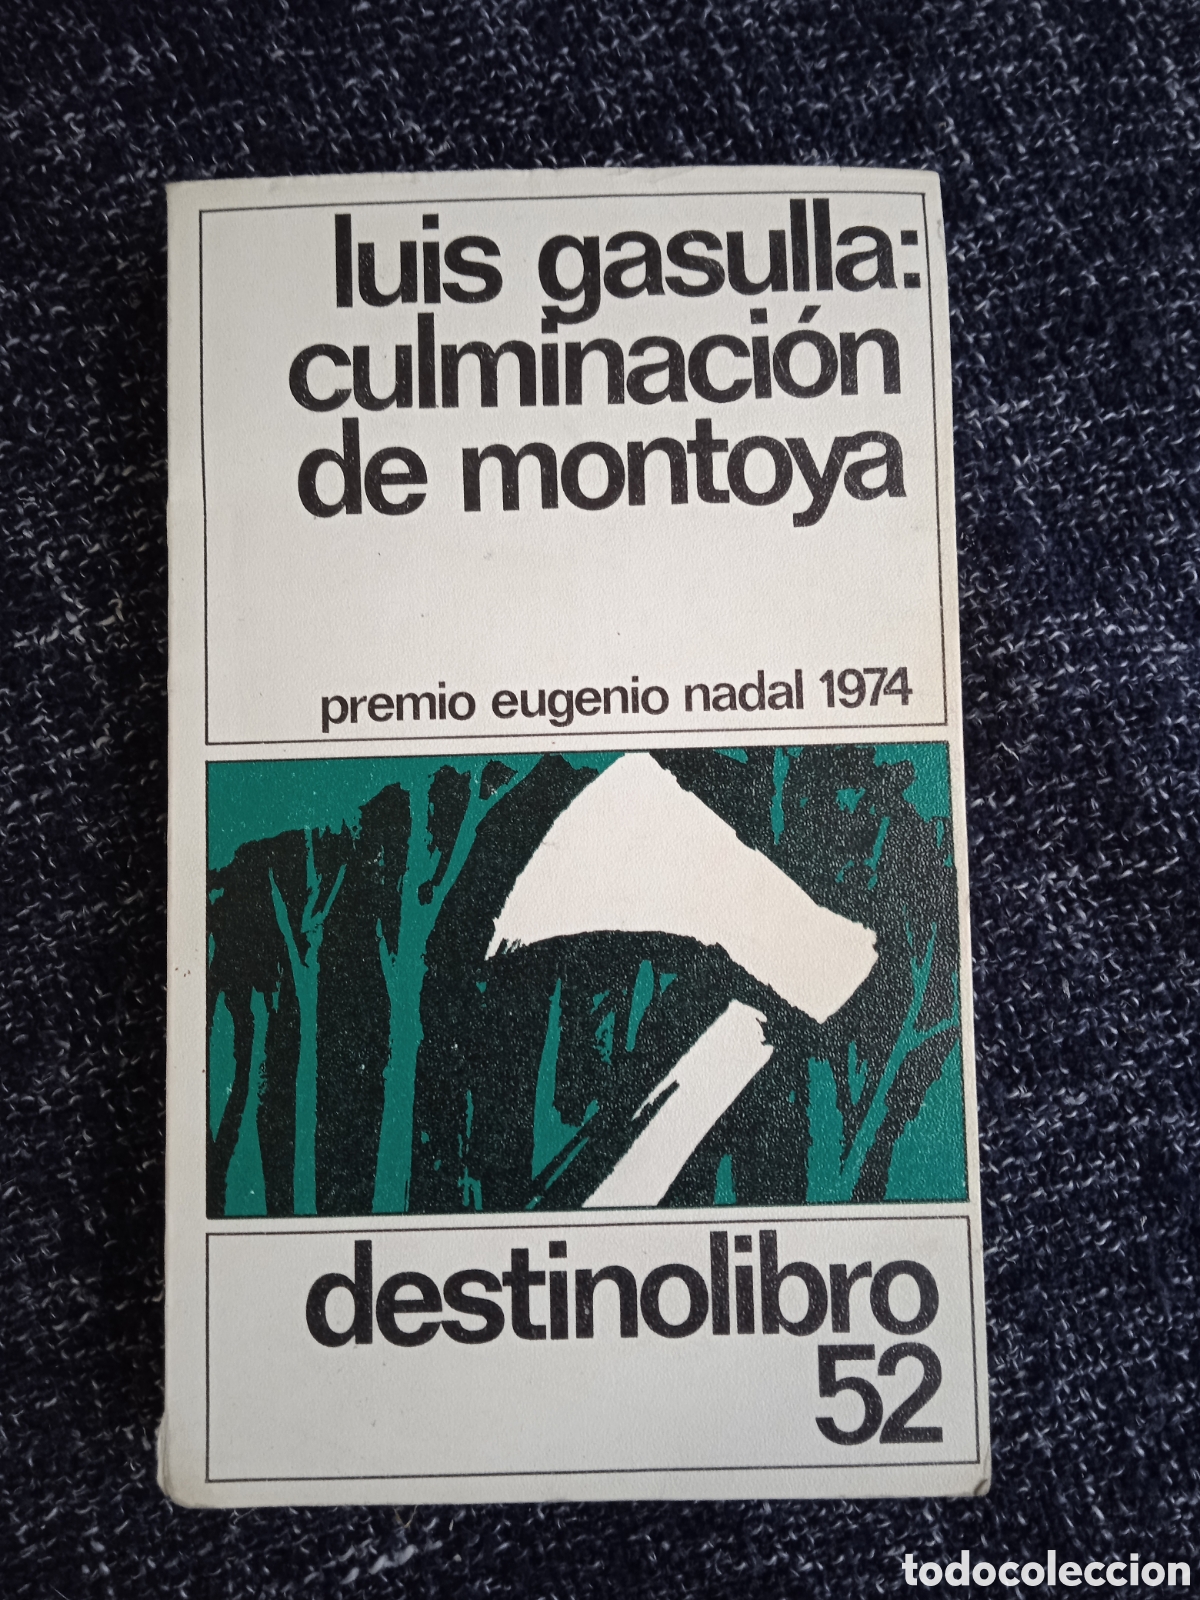 luis gasulla:
culminación
de montoya
premio eugenio nadal 1974
destinolibro
52
todocoleccion